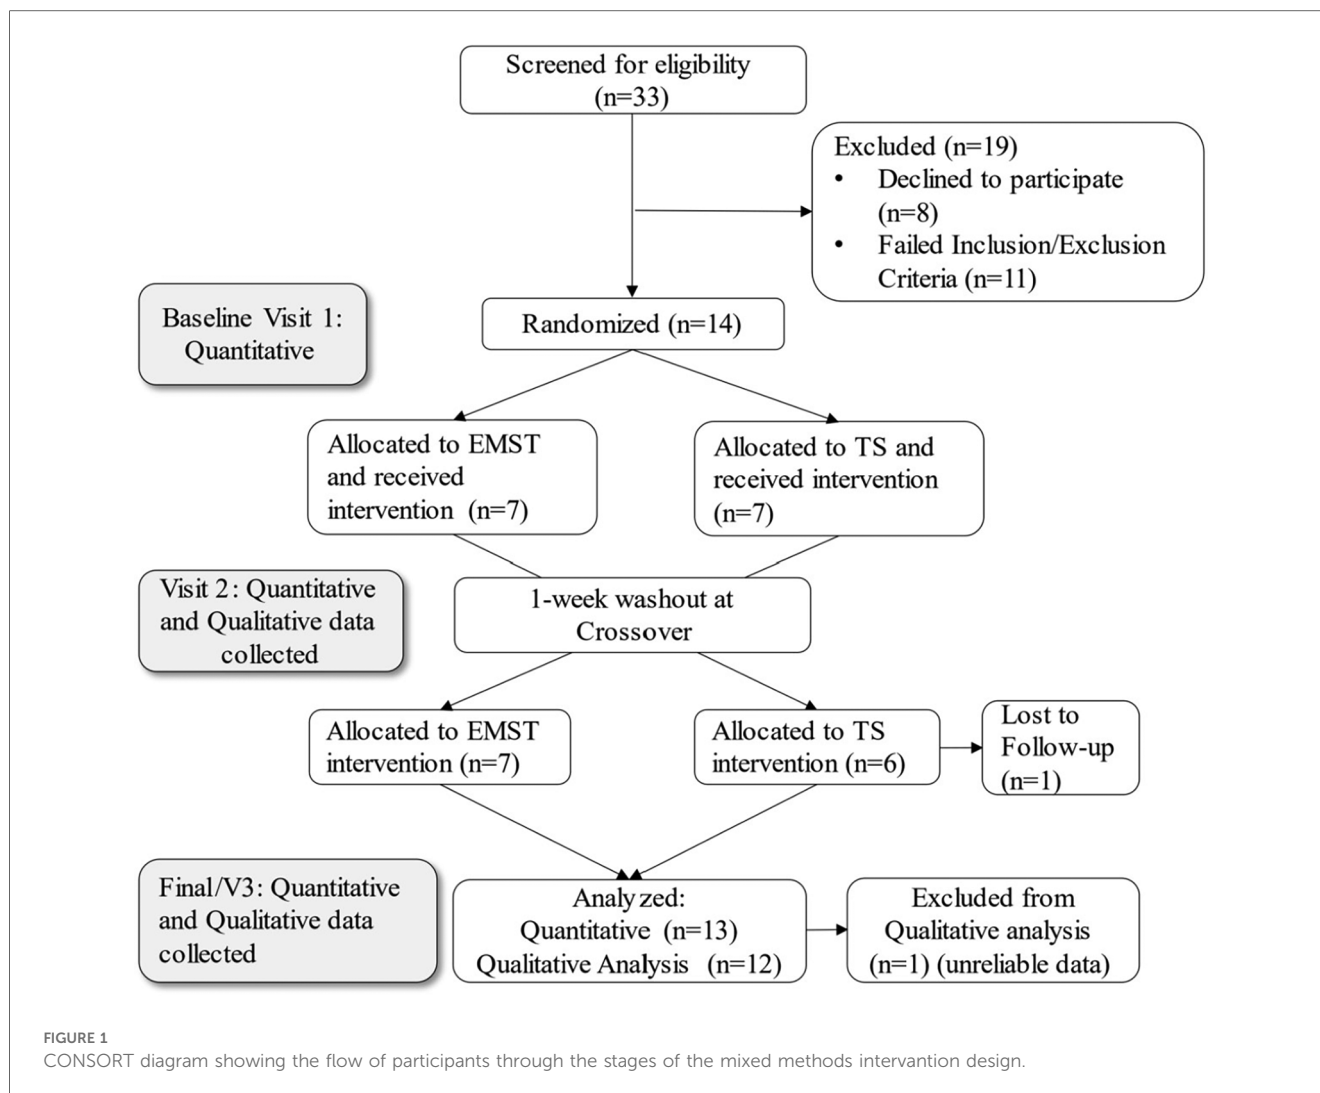 Screened for eligibility
(n=33)
Excluded (n=19)
• Declined to participate
(n=8)
• Failed Inclusion/Exclusion
Criteria (n=11)
Baseline Visit 1:
Quantitative
Randomized (n=14)
Allocated to EMST
and received
intervention (n=7)
Allocated to TS and
received intervention
(n=7)
Visit 2: Quantitative
and Qualitative data
collected
1-week washout at
Crossover
Allocated to EMST
intervention (n=7)
Allocated to TS
intervention (n=6)
Lost to
Follow-up
(n=1)
Final/V3: Quantitative
and Qualitative data
collected
Analyzed:
Quantitative (n=13)
Qualitative Analysis (n=12)
Excluded from
Qualitative analysis
(n=1) (unreliable data)
FIGURE 1
CONSORT diagram showing the flow of participants through the stages of the mixed methods intervantion design.